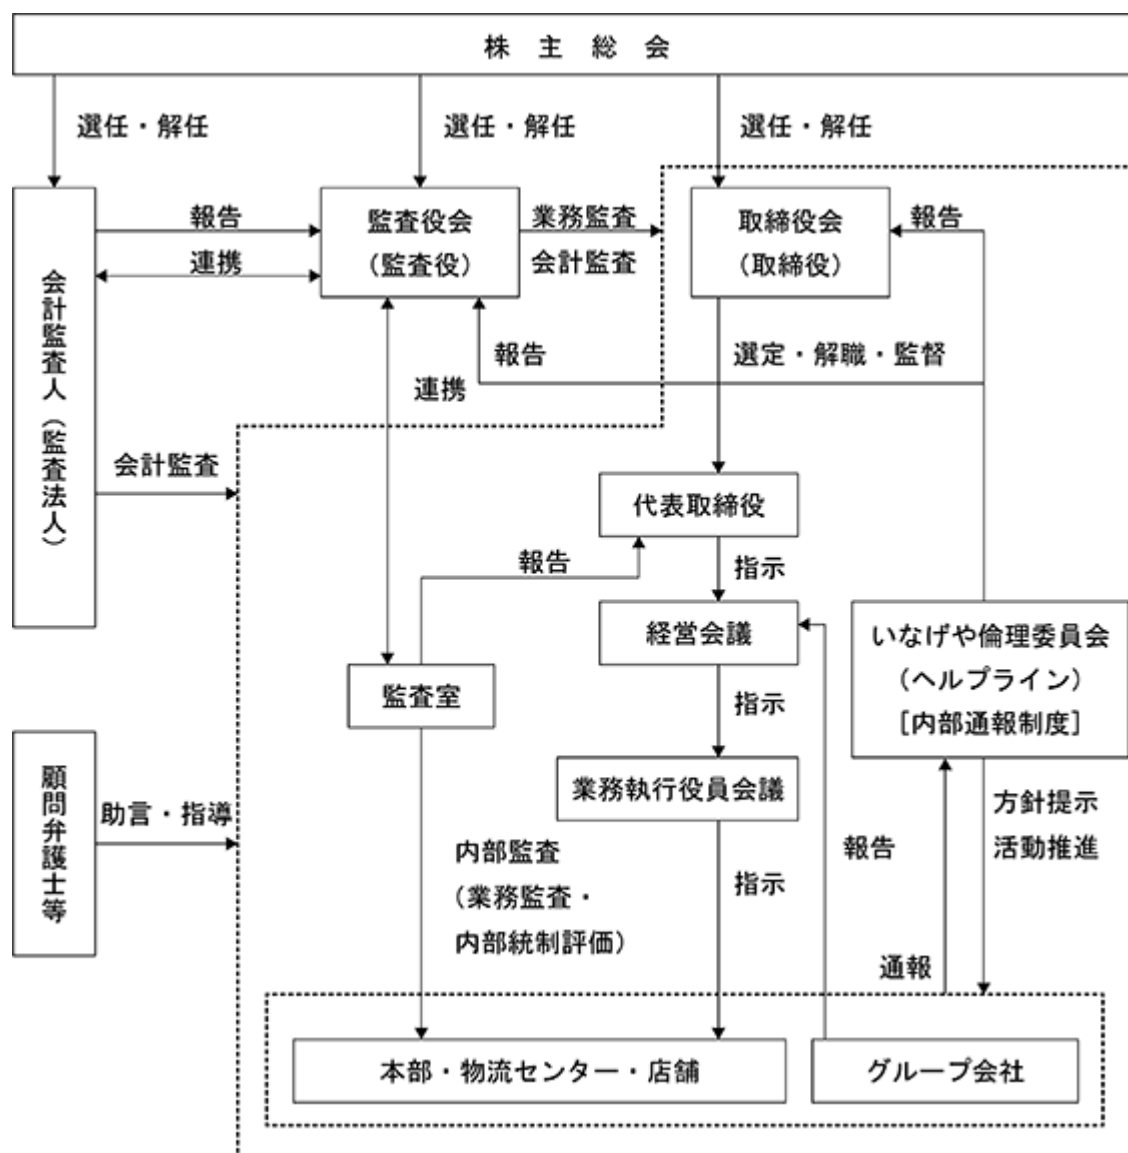 株主総会
選任・解任
選任・解任
選任・解任
報告
監査役会
(監査役)
業務監査
会計監査
取締役会
(取締役)
報告
連携
会計監査人(監査法人)
報告
選定・解職・監督
連携
会計監査
代表取締役
報告
指示
経営会議
いなげや倫理委員会
(ヘルプライン)
[内部通報制度]
監査室
指示
顧問弁護士等
助言・指導
業務執行役員会議
方針提示
活動推進
内部監査
(業務監査・
内部統制評価)
指示
報告
通報
本部・物流センター・店舗
グループ会社